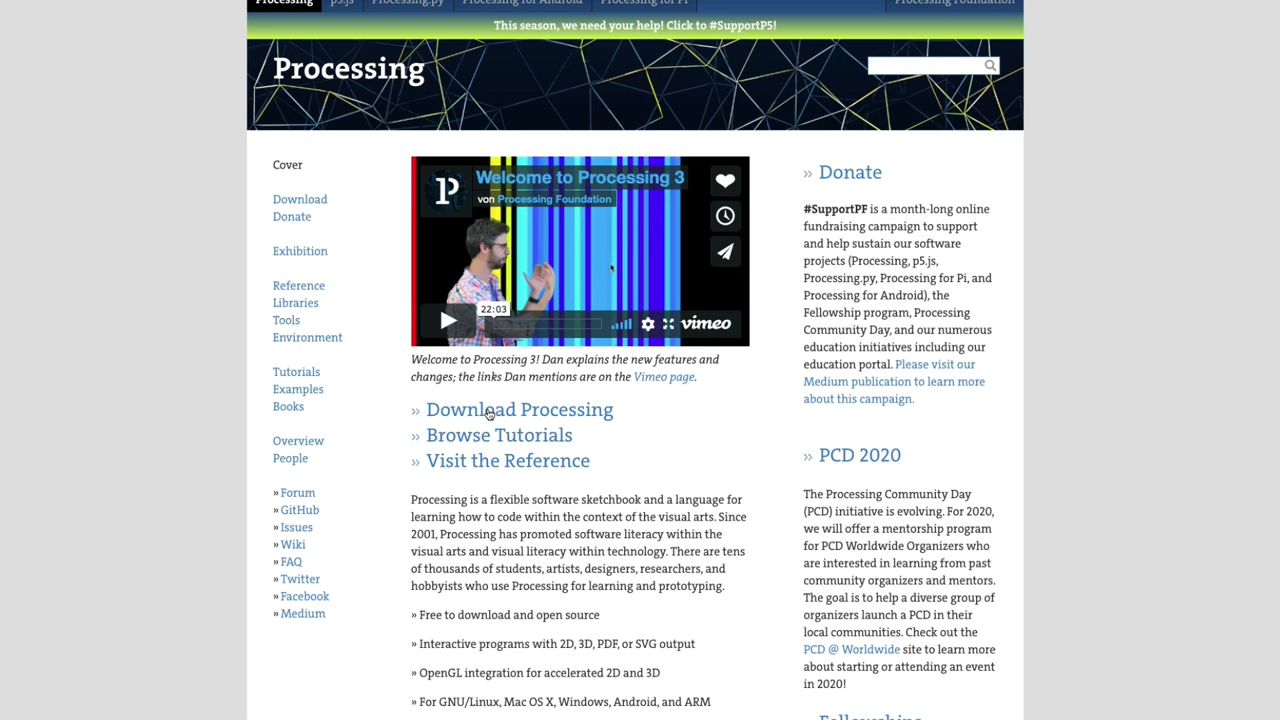 Processing p5.js Processing.py Processing for Android Processing for Pi Processing Foundation
This season, we need your help! Click to #SupportP5!
Processing
Cover
Download
Donate
Exhibition
Reference
Libraries
Tools
Environment
Tutorials
Examples
Books
Overview
People
» Forum
» GitHub
» Issues
» Wiki
» FAQ
» Twitter
» Facebook
» Medium
Welcome to Processing 3
von Processing Foundation
22:03
vimeo
Welcome to Processing 3! Dan explains the new features and
changes; the links Dan mentions are on the Vimeo page.
» Download Processing
» Browse Tutorials
» Visit the Reference
Processing is a flexible software sketchbook and a language for
learning how to code within the context of the visual arts. Since
2001, Processing has promoted software literacy within the
visual arts and visual literacy within technology. There are tens
of thousands of students, artists, designers, researchers, and
hobbyists who use Processing for learning and prototyping.
» Free to download and open source
» Interactive programs with 2D, 3D, PDF, or SVG output
» OpenGL integration for accelerated 2D and 3D
» For GNU/Linux, Mac OS X, Windows, Android, and ARM
» Donate
#SupportPF is a month-long online
fundraising campaign to support
and help sustain our software
projects (Processing, p5.js,
Processing.py, Processing for Pi, and
Processing for Android), the
Fellowship program, Processing
Community Day, and our numerous
education initiatives including our
education portal. Please visit our
Medium publication to learn more
about this campaign.
» PCD 2020
The Processing Community Day
(PCD) initiative is evolving. For 2020,
we will offer a mentorship program
for PCD Worldwide Organizers who
are interested in learning from past
community organizers and mentors.
The goal is to help a diverse group of
organizers launch a PCD in their
local communities. Check out the
PCD @ Worldwide site to learn more
about starting or attending an event
in 2020!
» Fellowships